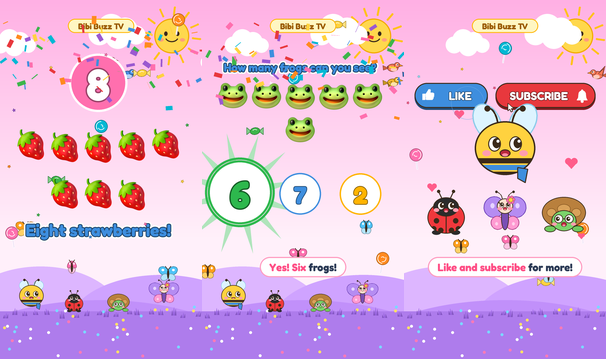 Bibi Buzz TV
8
Eight strawberries!
Bibi Buzz TV
How many frogs can you see?
6
7
2
Yes! Six frogs!
Bibi Buzz TV
LIKE
SUBSCRIBE
Like and subscribe for more!